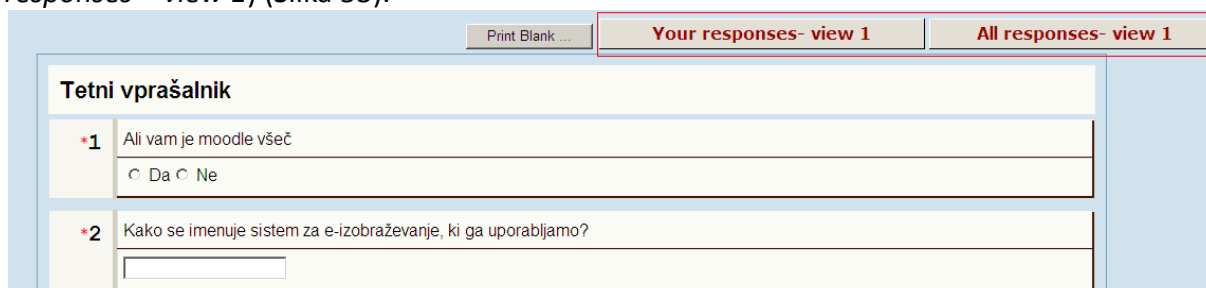 responses – view 1) (Slika 33).
Print Blank ... Your responses- view 1 All responses- view 1
Tetni vprašalnik
*1 Ali vam je moodle všeč
Da Ne
*2 Kako se imenuje sistem za e-izobraževanje, ki ga uporabljamo?